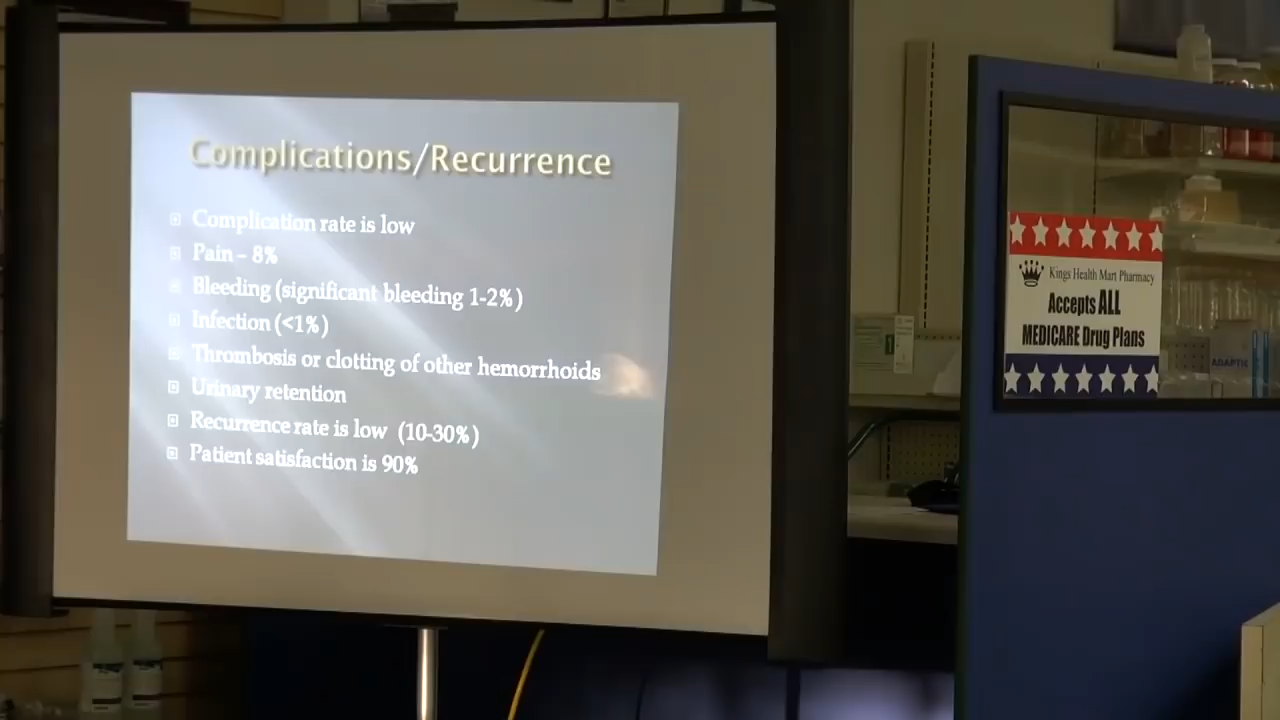 Complications/Recurrence
Complication rate is low
Pain – 8%
Bleeding (significant bleeding 1-2%)
Infection (<1%)
Thrombosis or clotting of other hemorrhoids
Urinary retention
Recurrence rate is low (10-30%)
Patient satisfaction is 90%
Kings Health Mart Pharmacy
Accepts ALL
MEDICARE Drug Plans
ADAPTIC